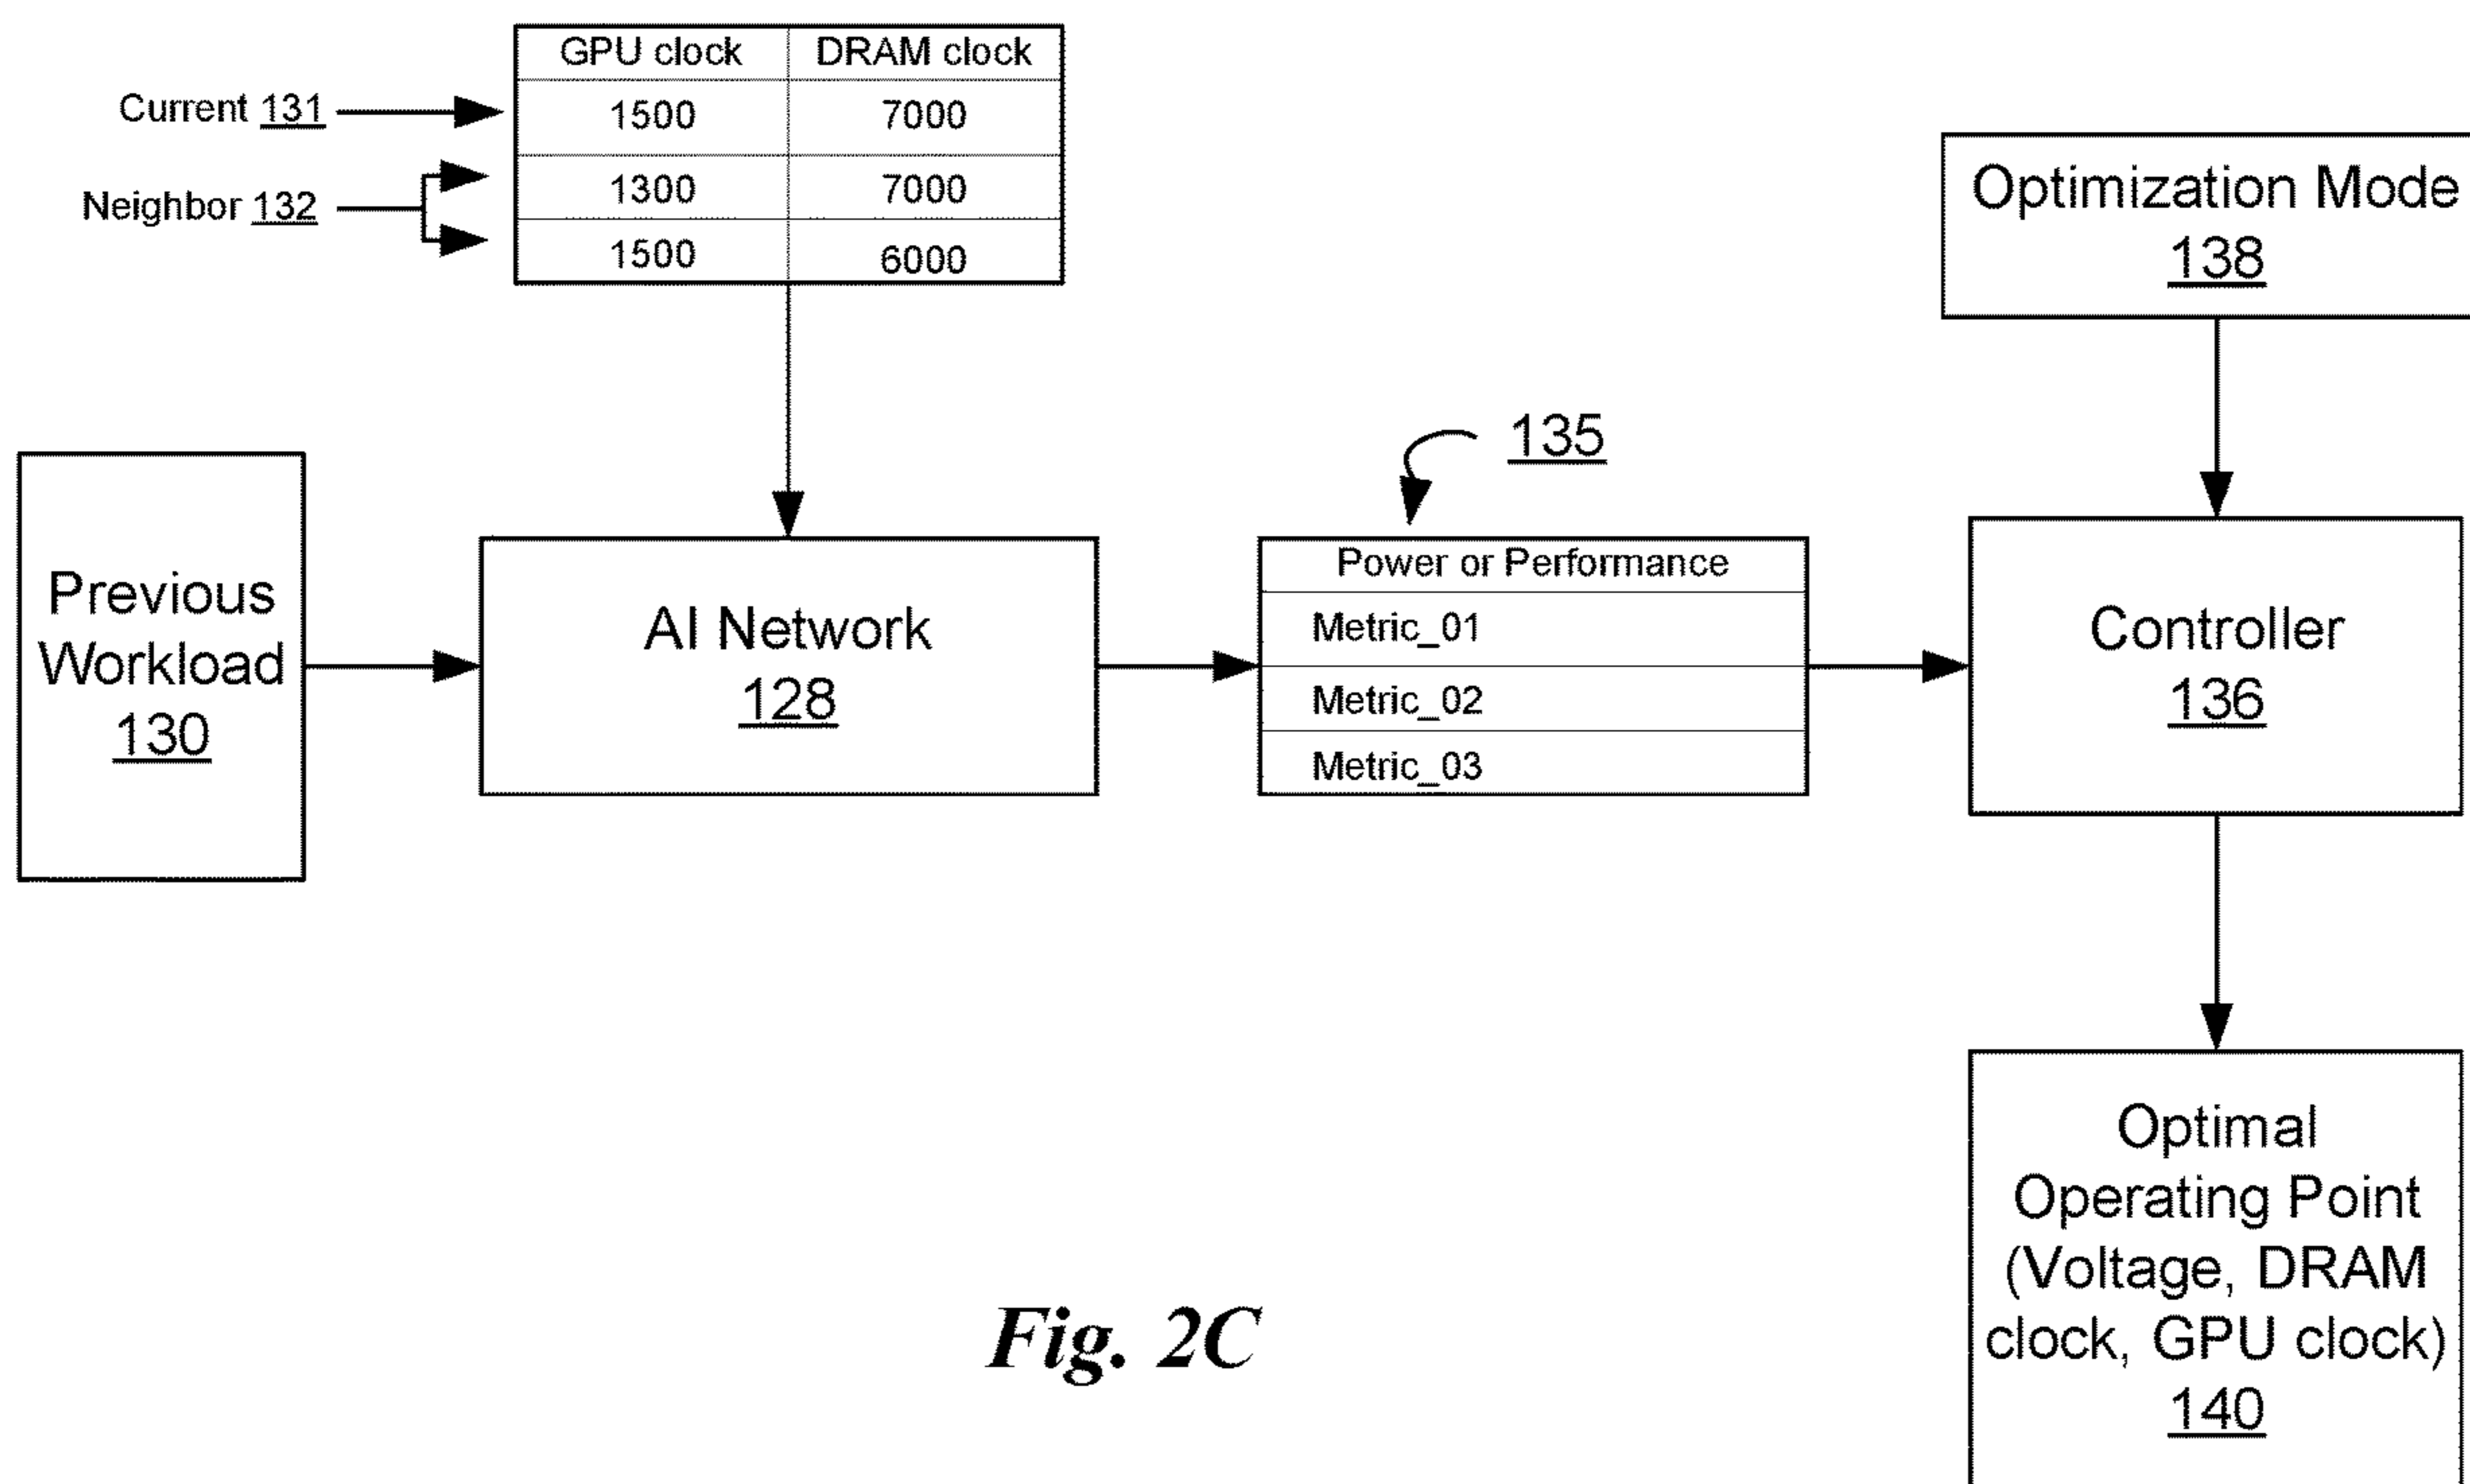 GPU clock DRAM clock
Current 131
1500 7000
Neighbor 132
1300 7000
1500 6000
Optimization Mode
138
135
Previous
Workload
130
AI Network
128
Power or Performance
Metric_01
Metric_02
Metric_03
Controller
136
Optimal
Operating Point
(Voltage, DRAM
clock, GPU clock)
140
Fig. 2C